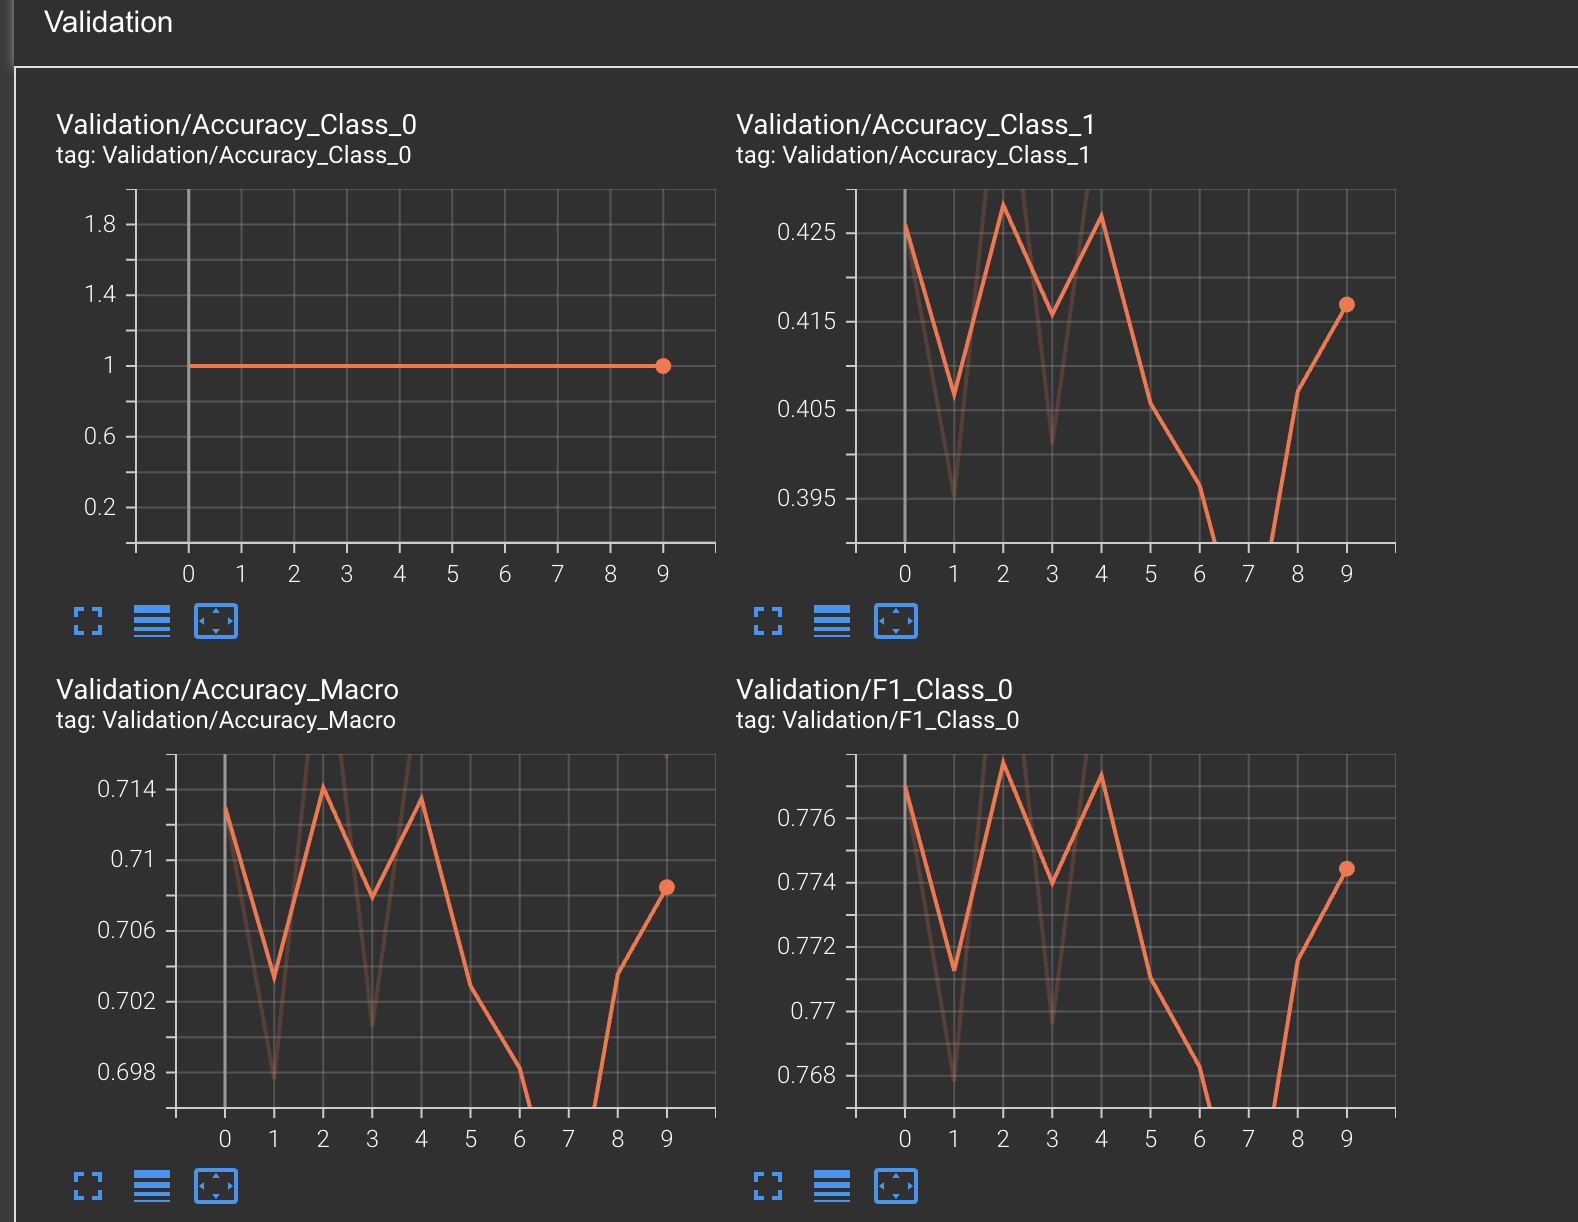 Validation
Validation/Accuracy_Class_0
tag: Validation/Accuracy_Class_0
1.8
1.4
1
0.6
0.2
0 1 2 3 4 5 6 7 8 9
Validation/Accuracy_Class_1
tag: Validation/Accuracy_Class_1
0.425
0.415
0.405
0.395
0 1 2 3 4 5 6 7 8 9
Validation/Accuracy_Macro
tag: Validation/Accuracy_Macro
0.714
0.71
0.706
0.702
0.698
0 1 2 3 4 5 6 7 8 9
Validation/F1_Class_0
tag: Validation/F1_Class_0
0.776
0.774
0.772
0.77
0.768
0 1 2 3 4 5 6 7 8 9